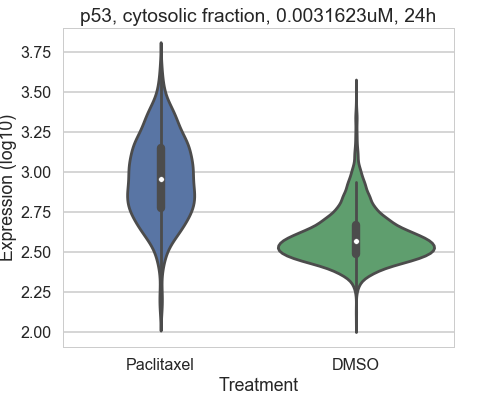 p53, cytosolic fraction, 0.0031623uM, 24h
Expression (log10)
3.75
3.50
3.25
3.00
2.75
2.50
2.25
2.00
Paclitaxel
DMSO
Treatment